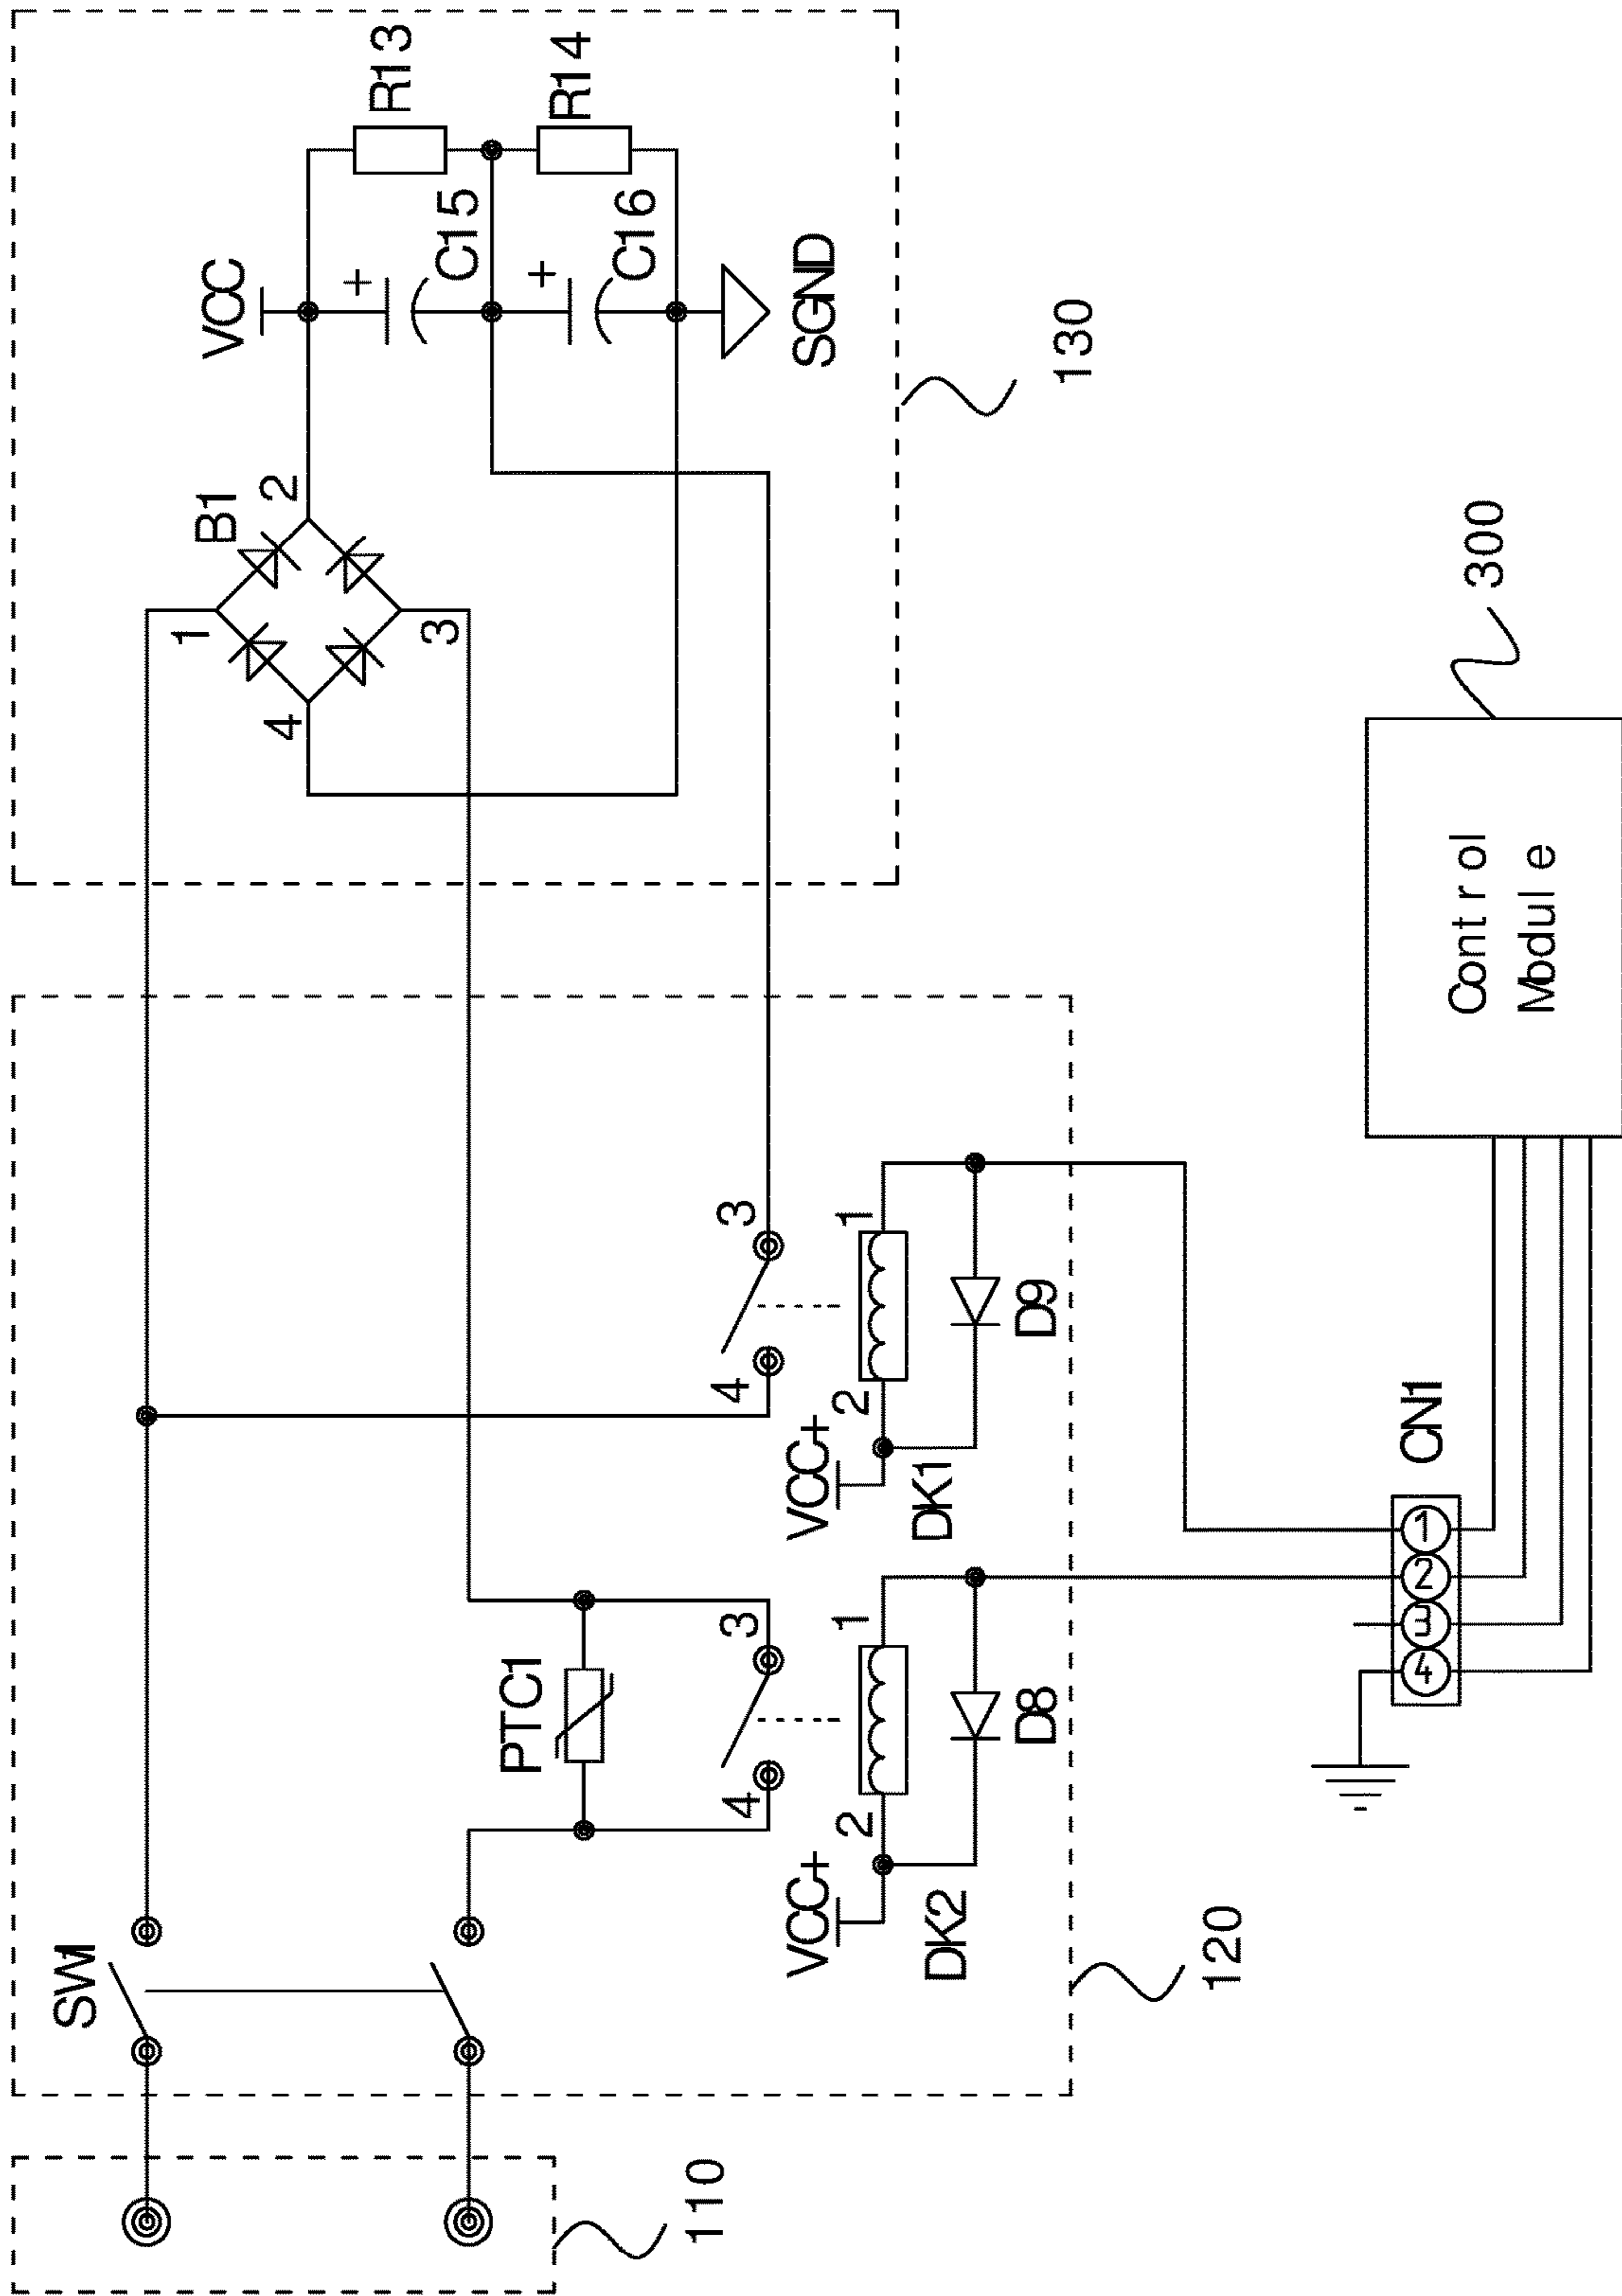 SW1
PTC1
4
3
VCC+
2
1
DK2
D8
4
3
VCC+
2
1
DK1
D9
B1
1
2
3
4
VCC
+
C15
R13
+
C16
R14
SGND
110
120
130
CN1
4
3
2
1
Control
Module
300